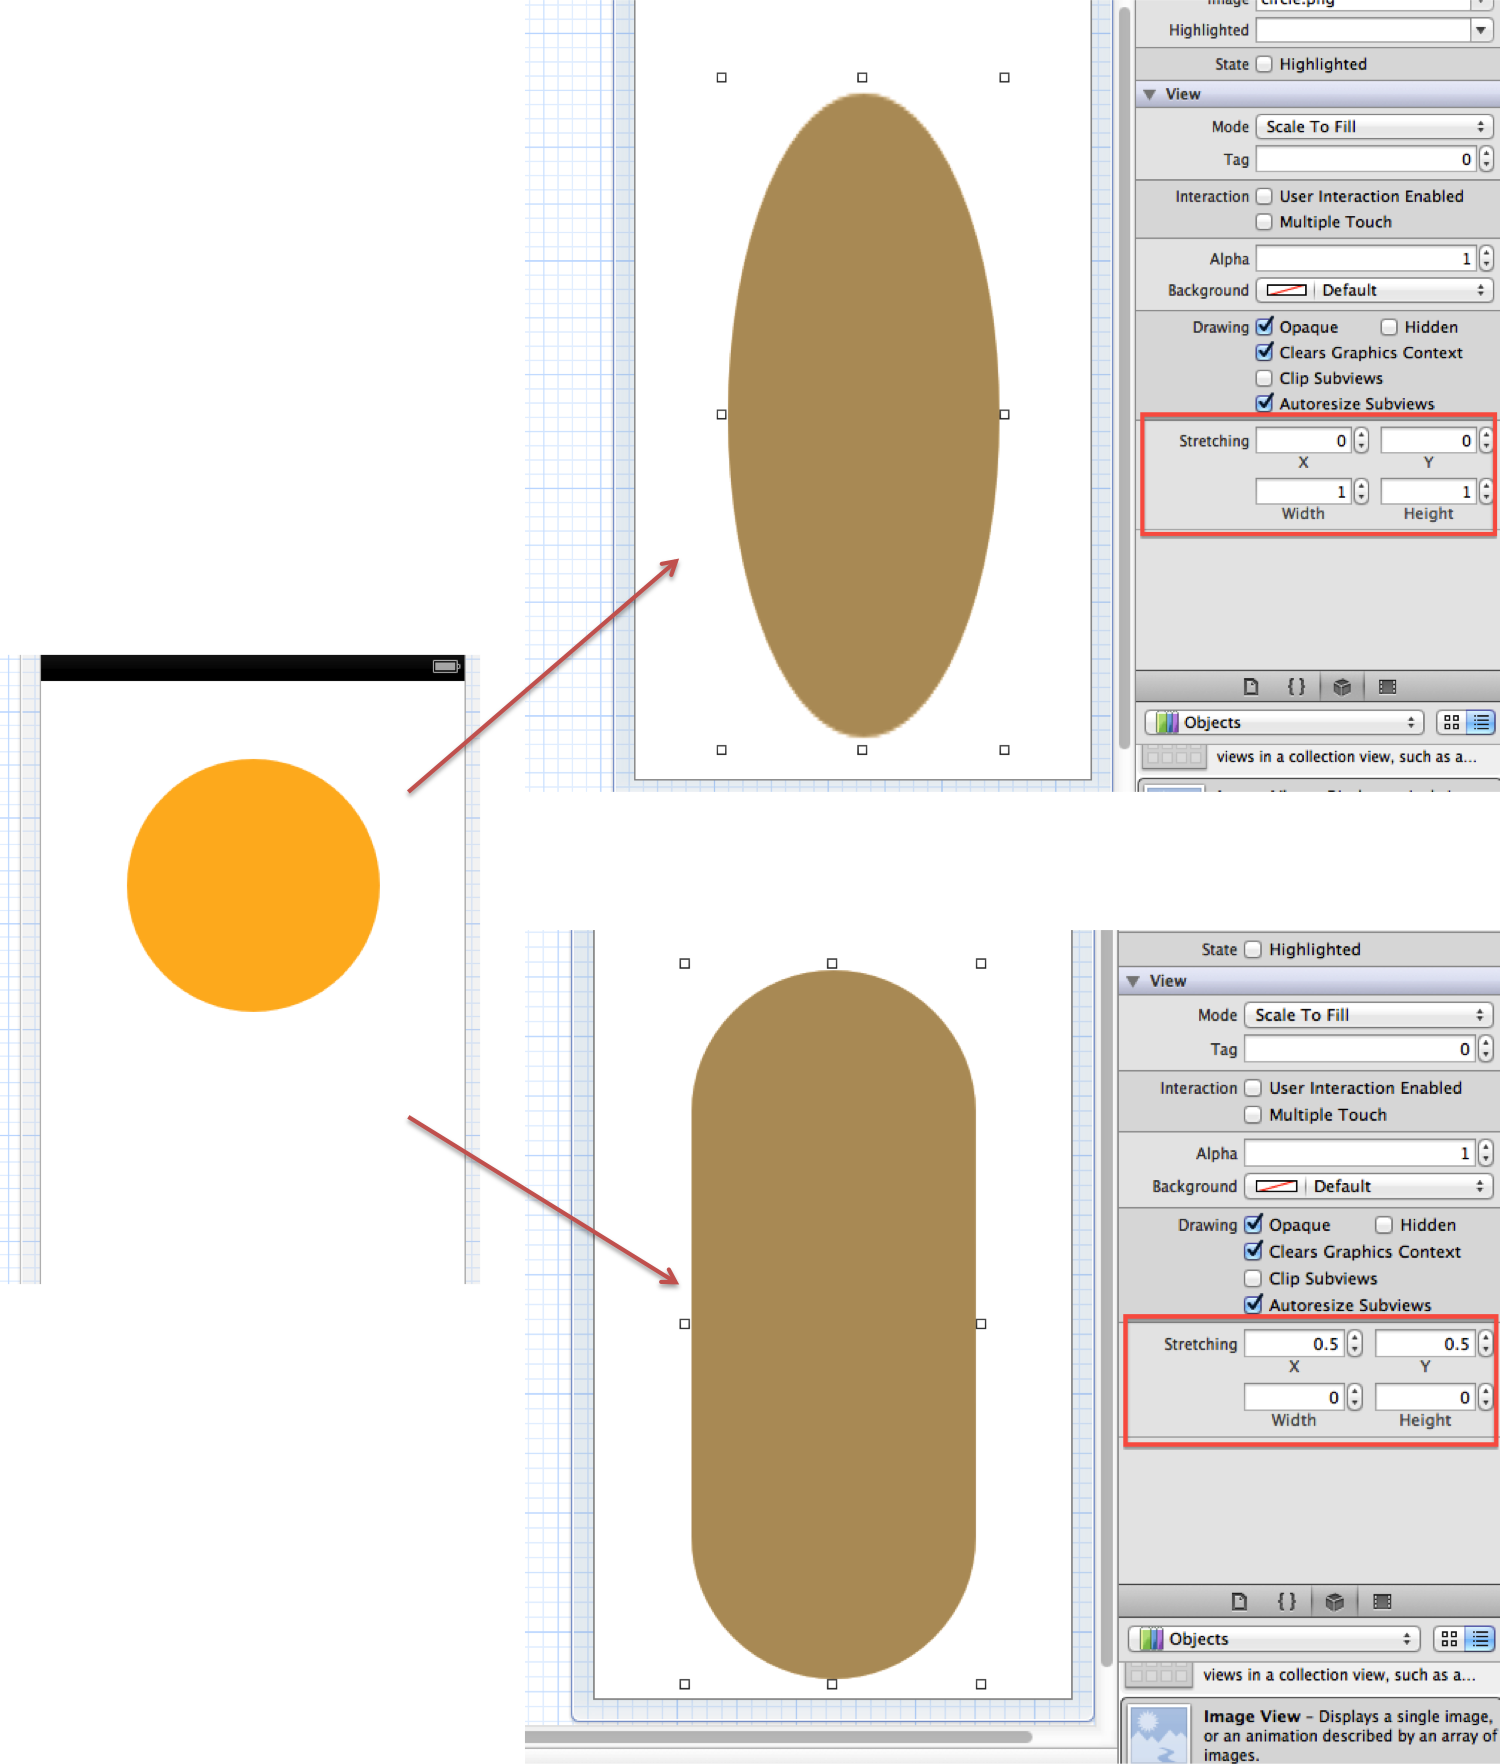 Image circle.png
Highlighted
State Highlighted
View
Mode Scale To Fill
Tag 0
Interaction User Interaction Enabled
Multiple Touch
Alpha 1
Background Default
Drawing Opaque Hidden
Clears Graphics Context
Clip Subviews
Autoresize Subviews
Stretching 0 0
X Y
1 1
Width Height
{ }
Objects
views in a collection view, such as a...
State Highlighted
View
Mode Scale To Fill
Tag 0
Interaction User Interaction Enabled
Multiple Touch
Alpha 1
Background Default
Drawing Opaque Hidden
Clears Graphics Context
Clip Subviews
Autoresize Subviews
Stretching 0.5 0.5
X Y
0 0
Width Height
{ }
Objects
views in a collection view, such as a...
Image View – Displays a single image,
or an animation described by an array of
images.